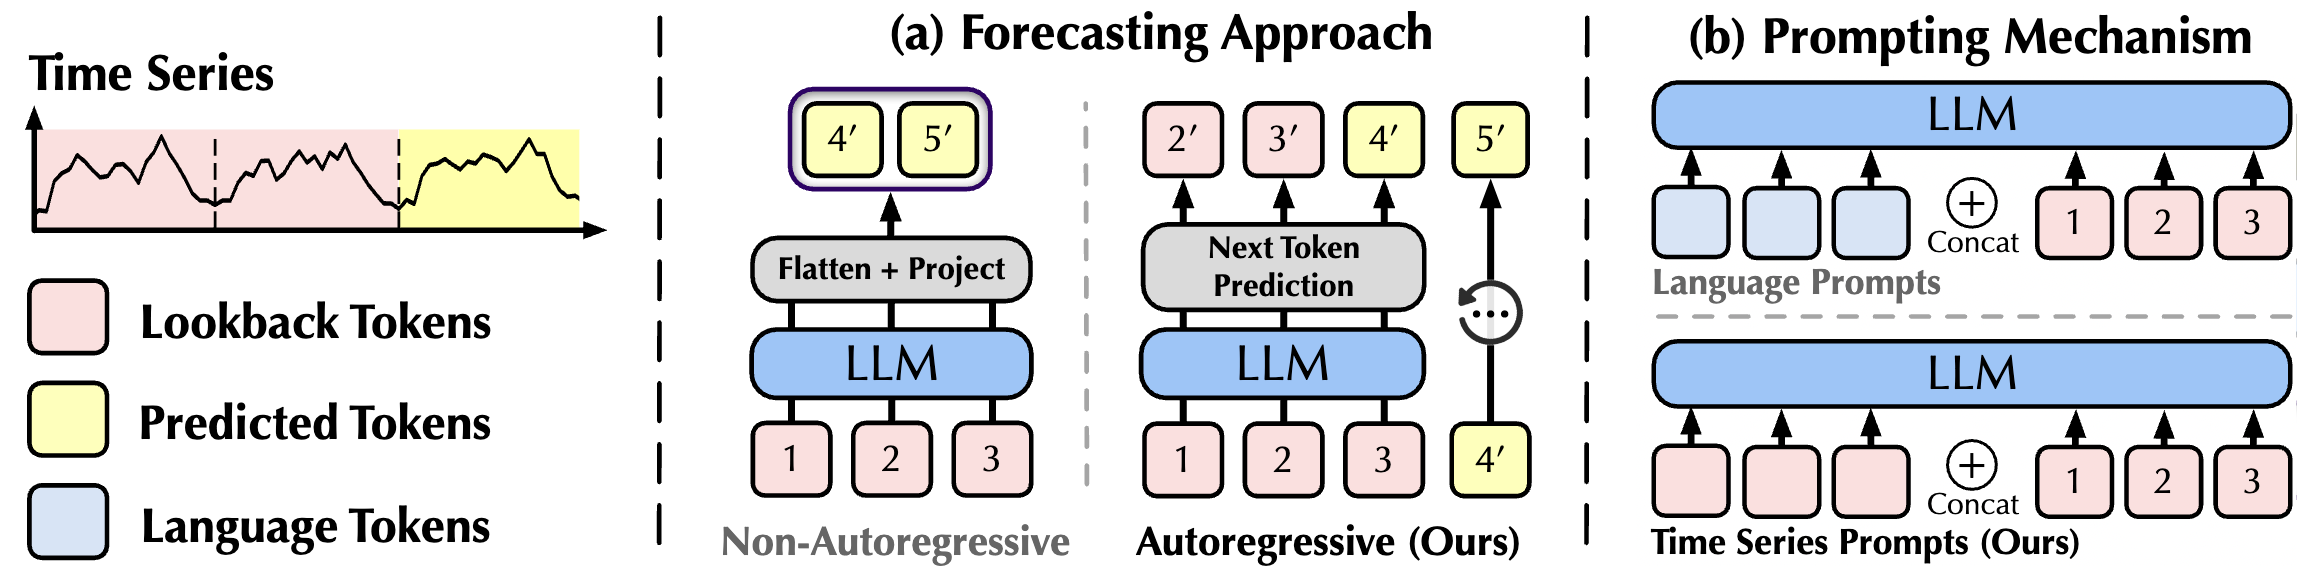 Time Series
Lookback Tokens
Predicted Tokens
Language Tokens
(a) Forecasting Approach
4′ 5′
Flatten + Project
LLM
1 2 3
Non-Autoregressive
2′ 3′ 4′ 5′
Next Token
Prediction
...
LLM
1 2 3 4′
Autoregressive (Ours)
(b) Prompting Mechanism
LLM
+ 1 2 3
Concat
Language Prompts
LLM
+ 1 2 3
Concat
Time Series Prompts (Ours)